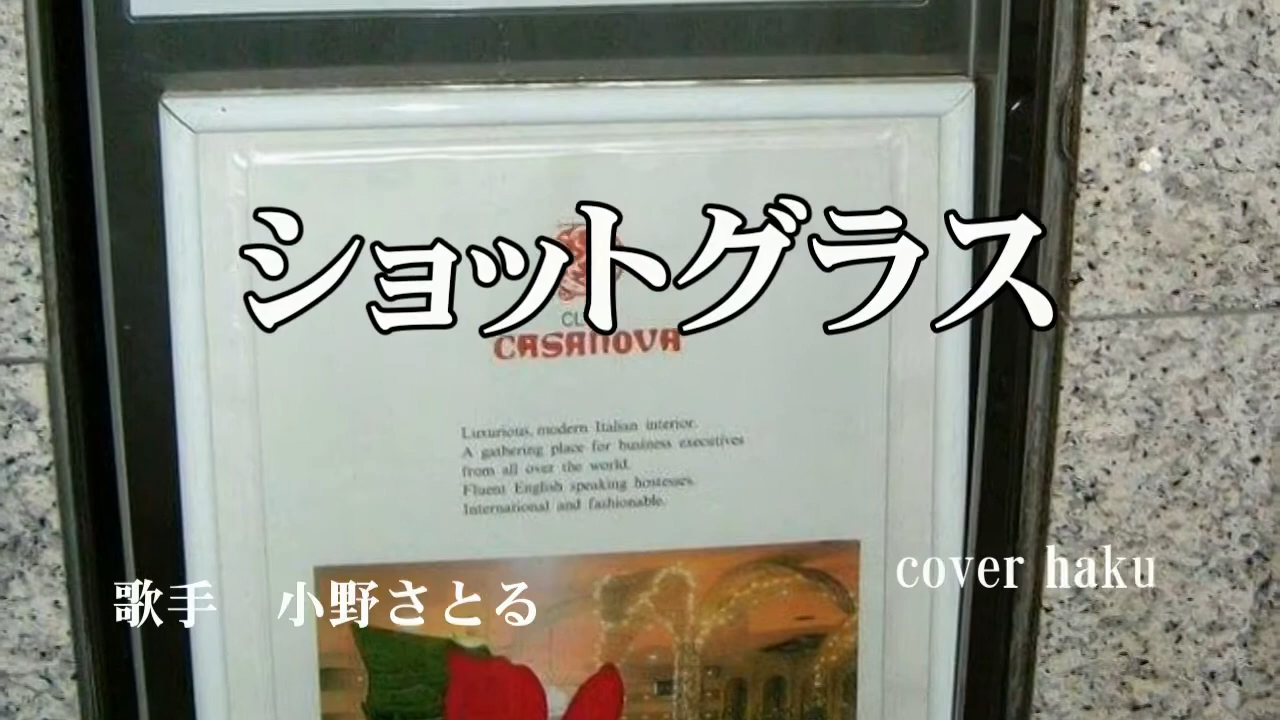 ショットグラス
CASANOVA
Luxurious, modern Italian interior.
A gathering place for business executives
from all over the world.
Fluent English speaking hostesses.
International and fashionable.
cover haku
歌手　小野さとる